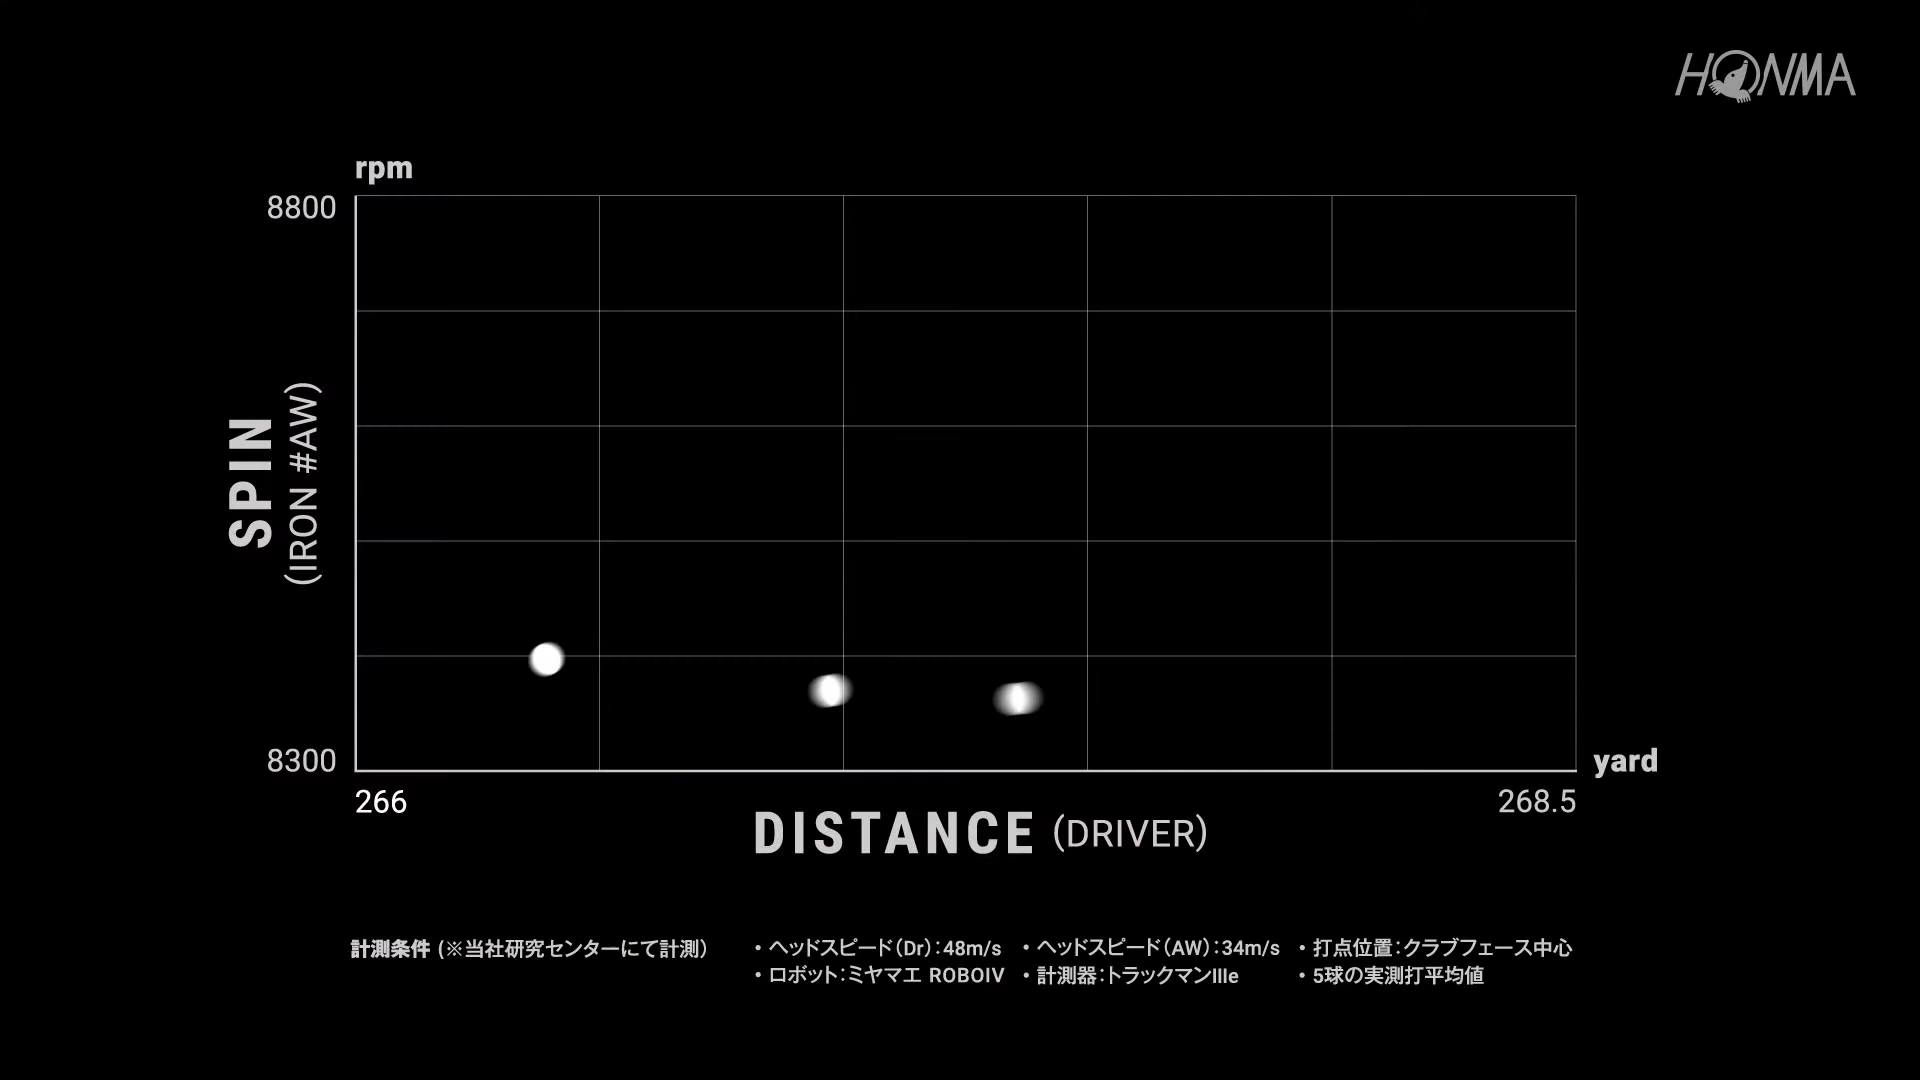 HONMA
rpm
8800
SPIN
(IRON #AW)
8300
yard
266
268.5
DISTANCE (DRIVER)
計測条件 (※当社研究センターにて計測)
・ヘッドスピード(Dr):48m/s ・ヘッドスピード(AW):34m/s ・打点位置:クラブフェース中心
・ロボット:ミヤマエ ROBOIV ・計測器:トラックマンIIIe ・5球の実測打平均値